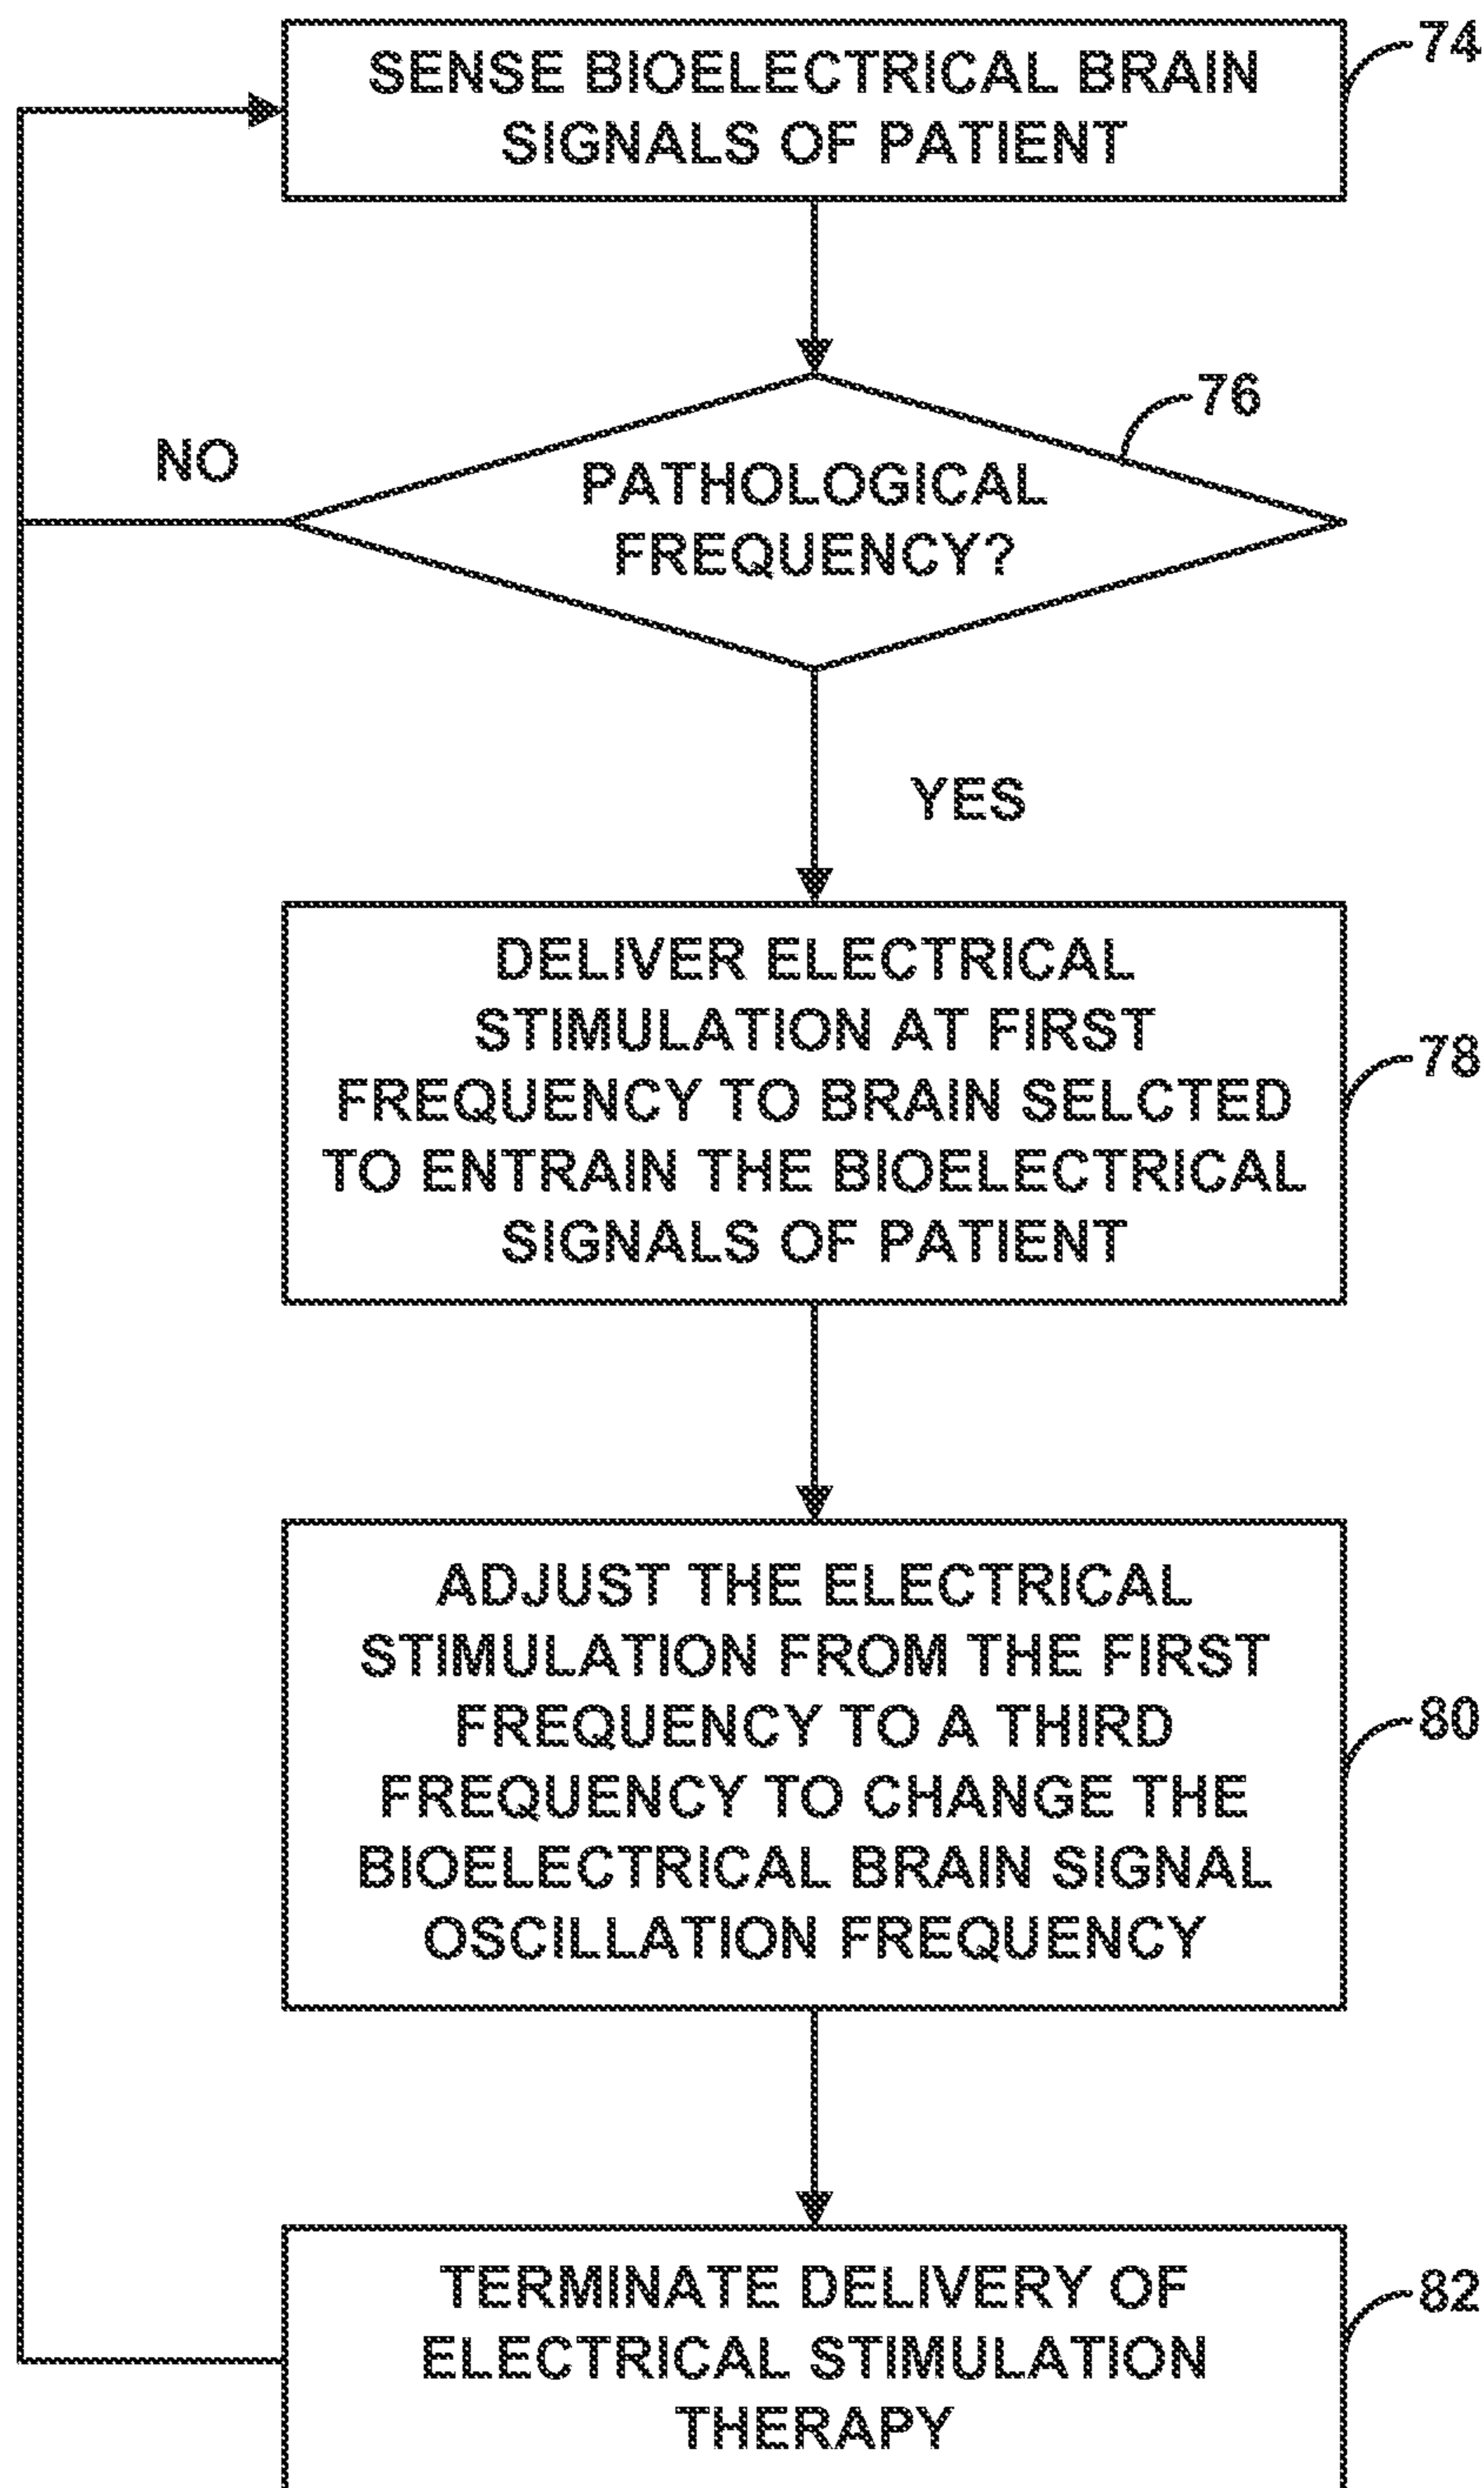 SENSE BIOELECTRICAL BRAIN
SIGNALS OF PATIENT
74
76
NO
PATHOLOGICAL
FREQUENCY?
YES
DELIVER ELECTRICAL
STIMULATION AT FIRST
FREQUENCY TO BRAIN SELCTED
TO ENTRAIN THE BIOELECTRICAL
SIGNALS OF PATIENT
78
ADJUST THE ELECTRICAL
STIMULATION FROM THE FIRST
FREQUENCY TO A THIRD
FREQUENCY TO CHANGE THE
BIOELECTRICAL BRAIN SIGNAL
OSCILLATION FREQUENCY
80
TERMINATE DELIVERY OF
ELECTRICAL STIMULATION
THERAPY
82